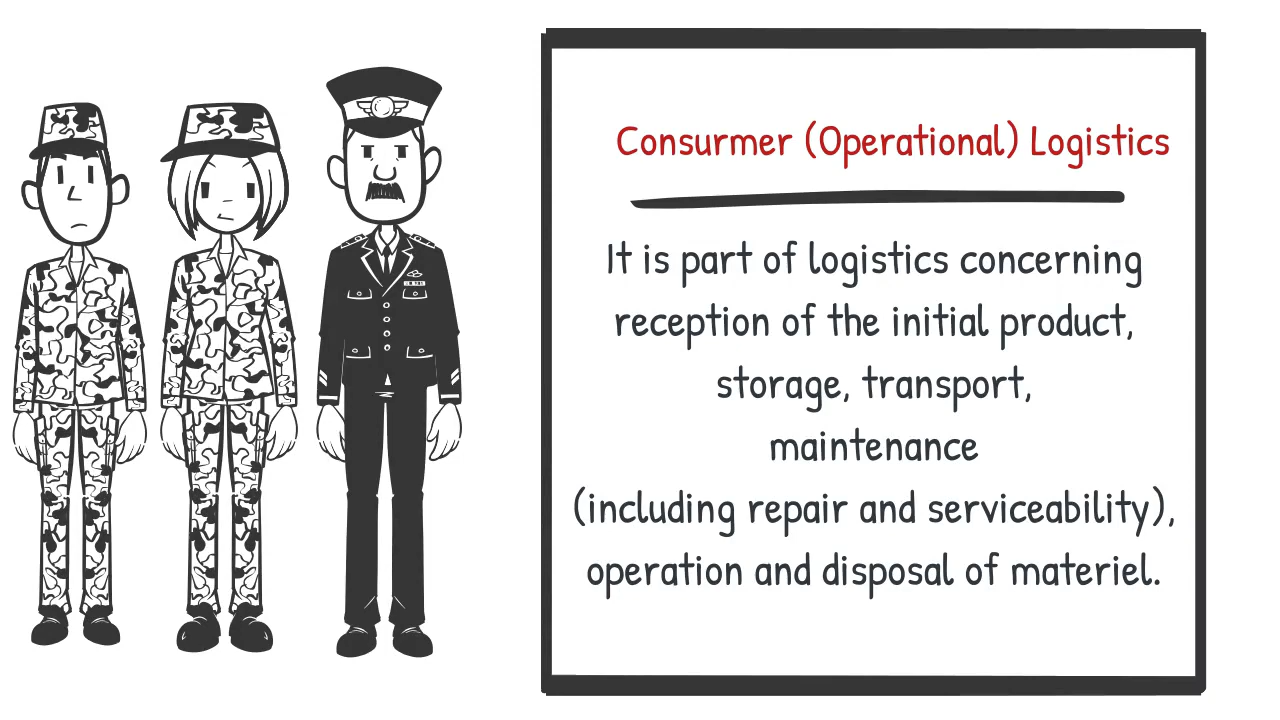 Consurmer (Operational) Logistics
It is part of logistics concerning
reception of the initial product,
storage, transport,
maintenance
(including repair and serviceability),
operation and disposal of materiel.